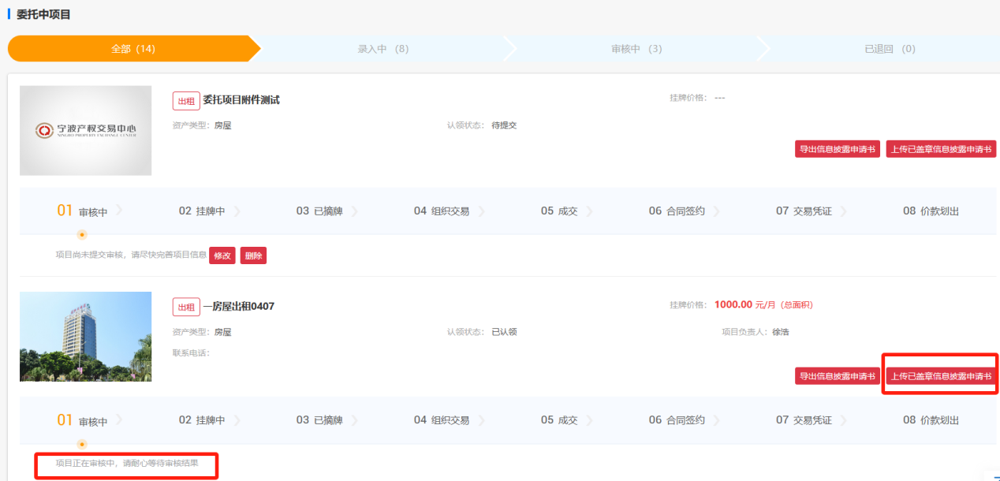 委托中项目
全部 (14) 录入中 (8) 审核中 (3) 已退回 (0)
宁波产权交易中心
NINGBO PROPERTY EXCHANGE CENTER
出租 委托项目附件测试 挂牌价格: ---
资产类型: 房屋 认领状态: 待提交
导出信息披露申请书 上传已盖章信息披露申请书
01 审核中 02 挂牌中 03 已摘牌 04 组织交易 05 成交 06 合同签约 07 交易凭证 08 价款划出
项目尚未提交审核，请尽快完善项目信息 修改 删除
出租 一房屋出租0407 挂牌价格: 1000.00 元/月 (总面积)
资产类型: 房屋 认领状态: 已认领 项目负责人: 徐浩
联系电话:
导出信息披露申请书 上传已盖章信息披露申请书
01 审核中 02 挂牌中 03 已摘牌 04 组织交易 05 成交 06 合同签约 07 交易凭证 08 价款划出
项目正在审核中，请耐心等待审核结果